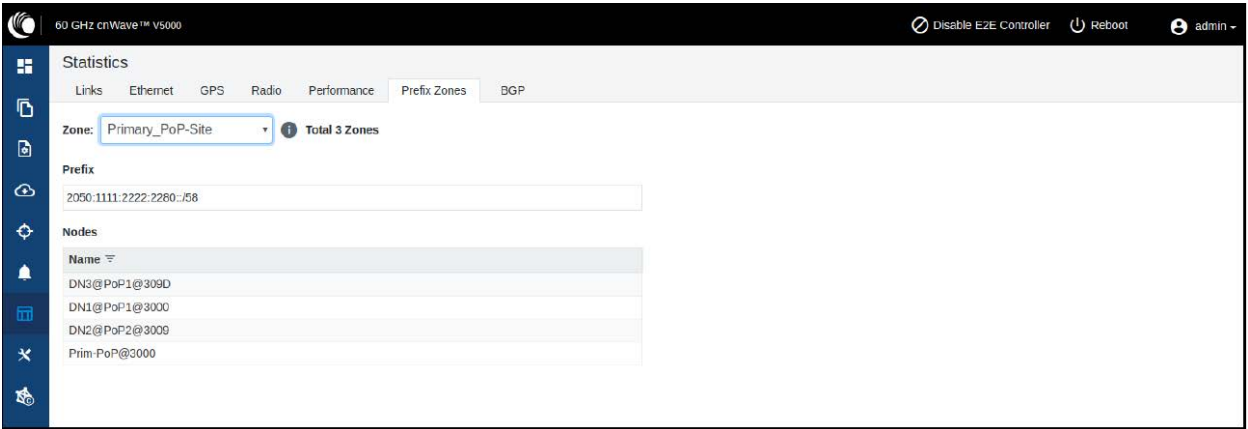 60 GHz cnWave™ V5000 Disable E2E Controller Reboot admin
Statistics
Links Ethernet GPS Radio Performance Prefix Zones BGP
Zone: Primary_PoP-Site Total 3 Zones
Prefix
2050:1111:2222:2280::/58
Nodes
Name
DN3@PoP1@309D
DN1@PoP1@3000
DN2@PoP2@3009
Prim-PoP@3000